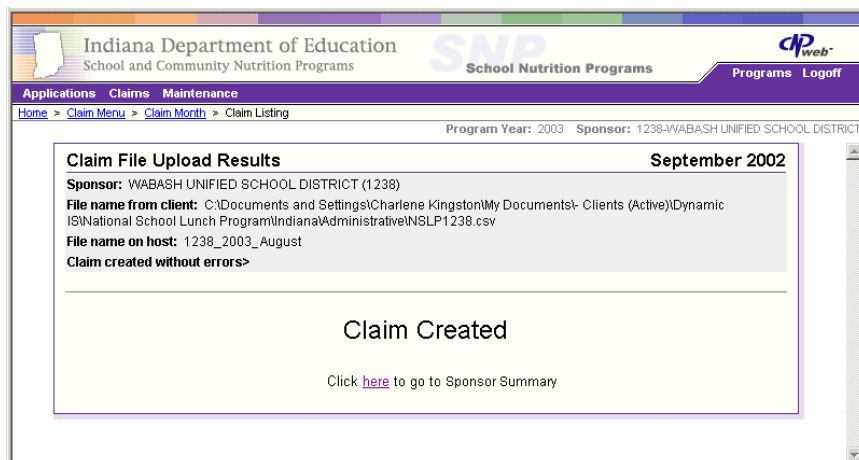 Indiana Department of Education
School and Community Nutrition Programs
SNP
School Nutrition Programs
CNPweb
Programs Logoff
Applications Claims Maintenance
Home > Claim Menu > Claim Month > Claim Listing
Program Year: 2003 Sponsor: 1238-WABASH UNIFIED SCHOOL DISTRICT
Claim File Upload Results September 2002
Sponsor: WABASH UNIFIED SCHOOL DISTRICT (1238)
File name from client: C:\Documents and Settings\Charlene Kingston\My Documents\- Clients (Active)\Dynamic
IS\National School Lunch Program\Indiana\Administrative\NSLP1238.csv
File name on host: 1238_2003_August
Claim created without errors>
Claim Created
Click here to go to Sponsor Summary